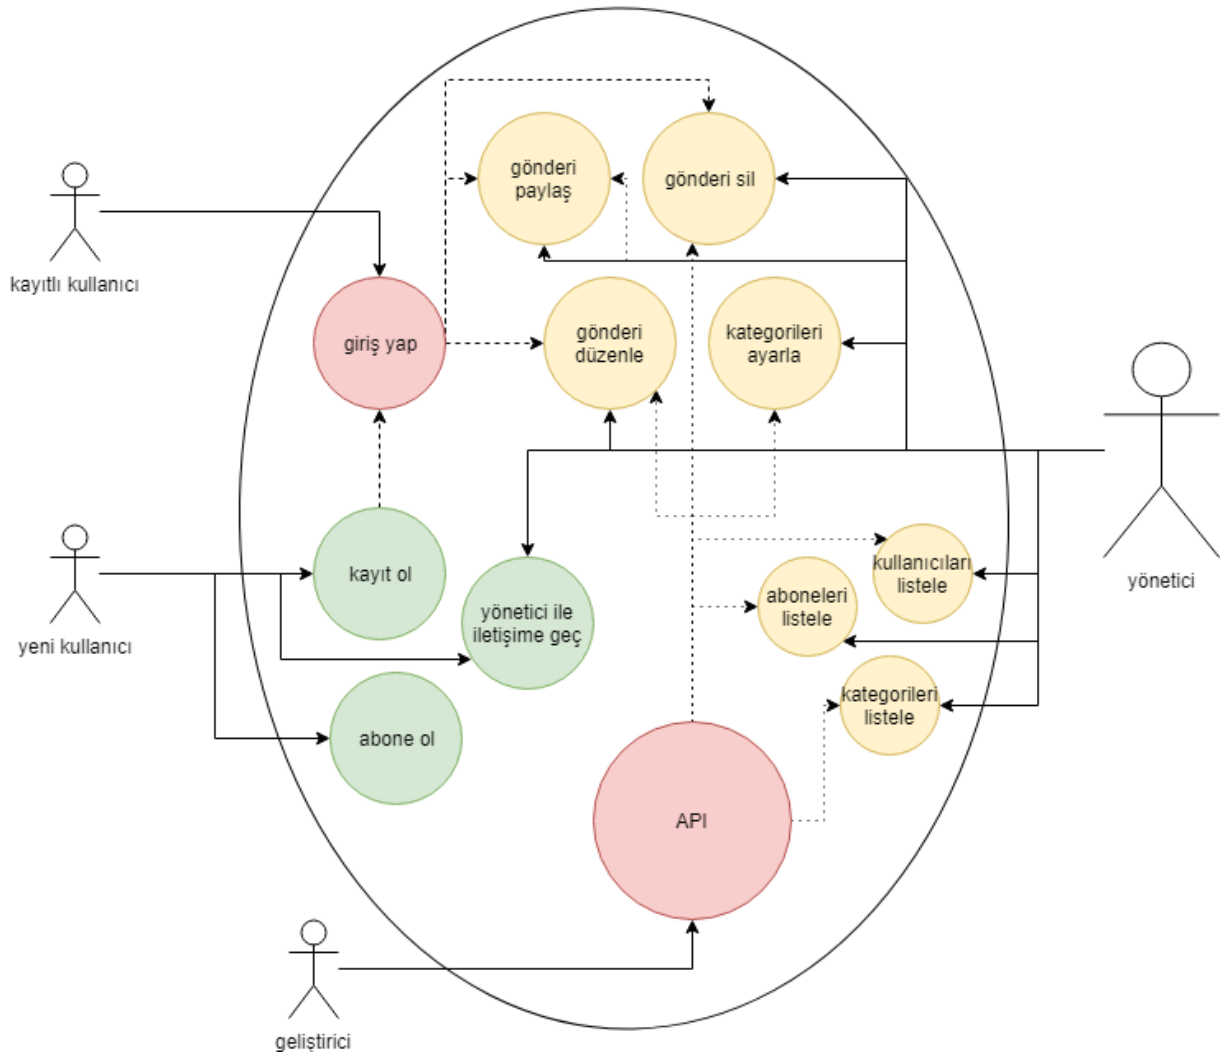 gönderi
paylaş
gönderi sil
kayıtlı kullanıcı
giriş yap
gönderi
düzenle
kategorileri
ayarla
kayıt ol
yönetici ile
iletişime geç
aboneleri
listele
kullanıcıları
listele
yönetici
yeni kullanıcı
kategorileri
listele
abone ol
API
geliştirici